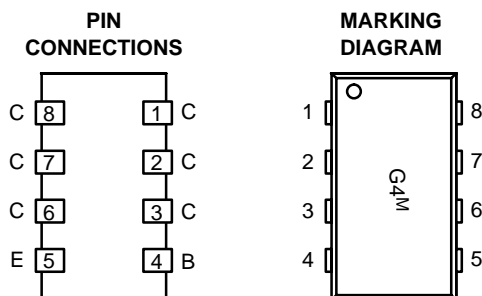 PIN
CONNECTIONS
C 8 1 C
C 7 2 C
C 6 3 C
E 5 4 B
MARKING
DIAGRAM
1 8
2 7
3 6
4 5
G4M